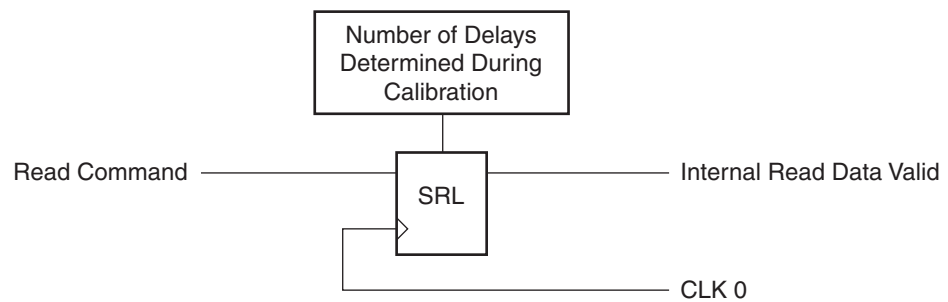 Number of Delays
Determined During
Calibration
Read Command
SRL
Internal Read Data Valid
CLK 0